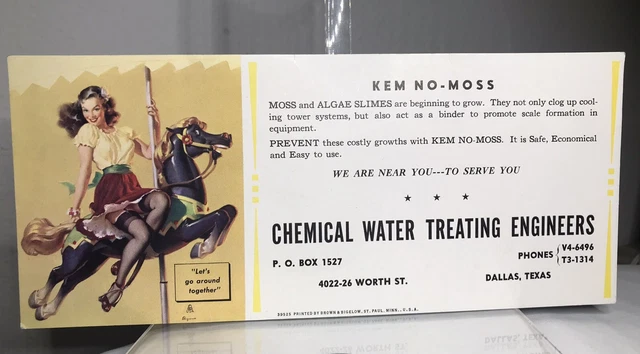 "Let's
go around
together"
KEM NO-MOSS
MOSS and ALGAE SLIMES are beginning to grow. They not only clog up cool-
ing tower systems, but also act as a binder to promote scale formation in
equipment.
PREVENT these costly growths with KEM NO-MOSS. It is Safe, Economical
and Easy to use.
WE ARE NEAR YOU---TO SERVE YOU
★ ★ ★
CHEMICAL WATER TREATING ENGINEERS
P. O. BOX 1527
PHONES { V4-6496
T3-1314
4022-26 WORTH ST.
DALLAS, TEXAS
PRINTED BY BROWN & BIGELOW, ST. PAUL, MINN., U.S.A.